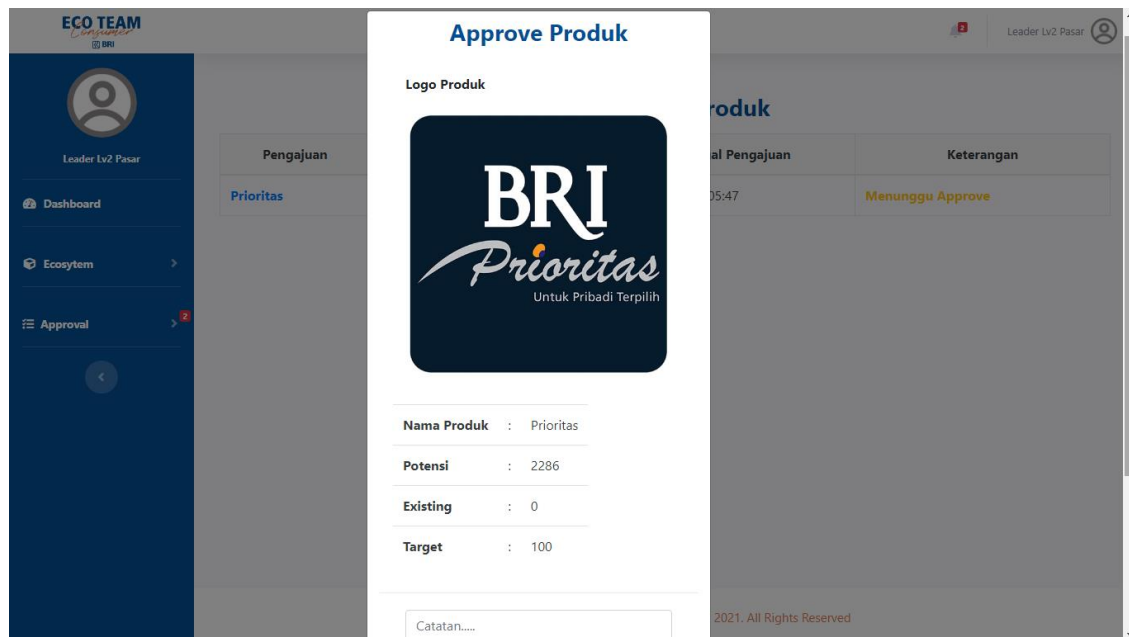 ECO TEAM
Consumer
BRI
Leader Lv2 Pasar
Dashboard
Ecosytem
Approval
2
2
Leader Lv2 Pasar
roduk
Pengajuan
al Pengajuan
Keterangan
Prioritas
05:47
Menunggu Approve
2021. All Rights Reserved
Approve Produk
Logo Produk
BRI
Prioritas
Untuk Pribadi Terpilih
Nama Produk : Prioritas
Potensi : 2286
Existing : 0
Target : 100
Catatan.....